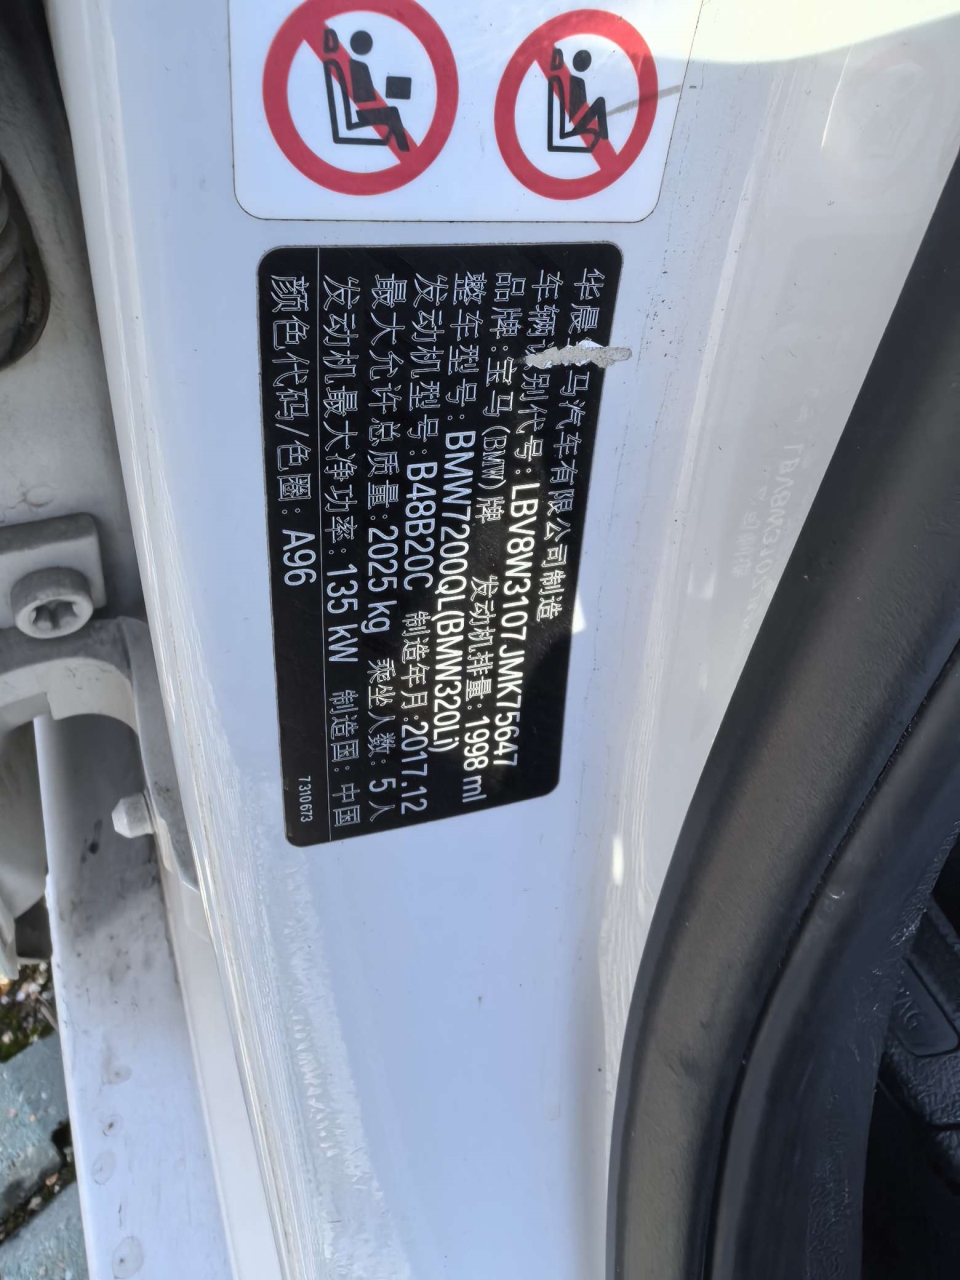 华晨宝马汽车有限公司制造
车辆识别代号:LBV8W3107JMK75647
品牌:宝马(BMW)牌 发动机排量:1998 ml
整车型号:BMW7200QL(BMW320Li)
发动机型号:B48B20C 制造年月:2017.12
最大允许总质量:2025 kg 乘坐人数:5人
发动机最大净功率:135 kW 制造国:中国
颜色代码/色圈:A96 7310673